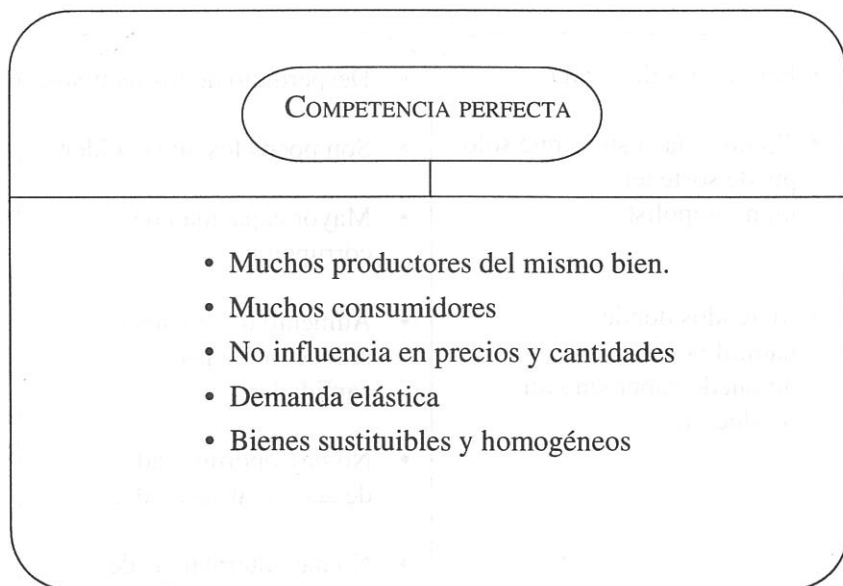 COMPETENCIA PERFECTA
• Muchos productores del mismo bien.
• Muchos consumidores
• No influencia en precios y cantidades
• Demanda elástica
• Bienes sustituibles y homogéneos